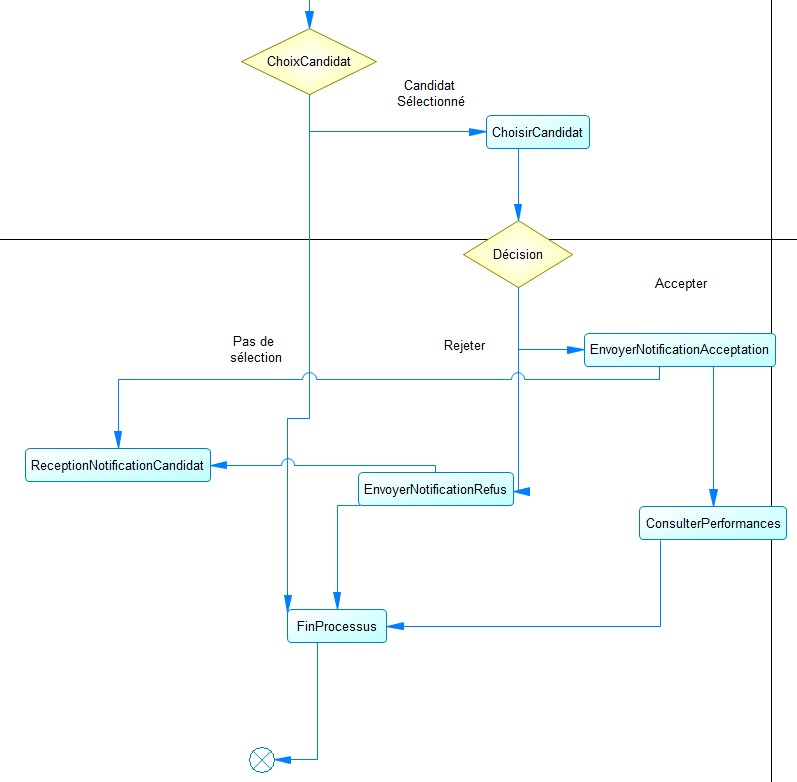 ChoixCandidat
Candidat
Sélectionné
ChoisirCandidat
Décision
Accepter
Pas de
sélection
Rejeter
EnvoyerNotificationAcceptation
ReceptionNotificationCandidat
EnvoyerNotificationRefus
ConsulterPerformances
FinProcessus